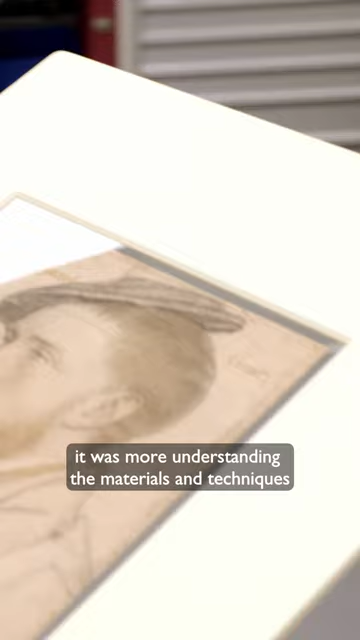 it was more understanding
the materials and techniques